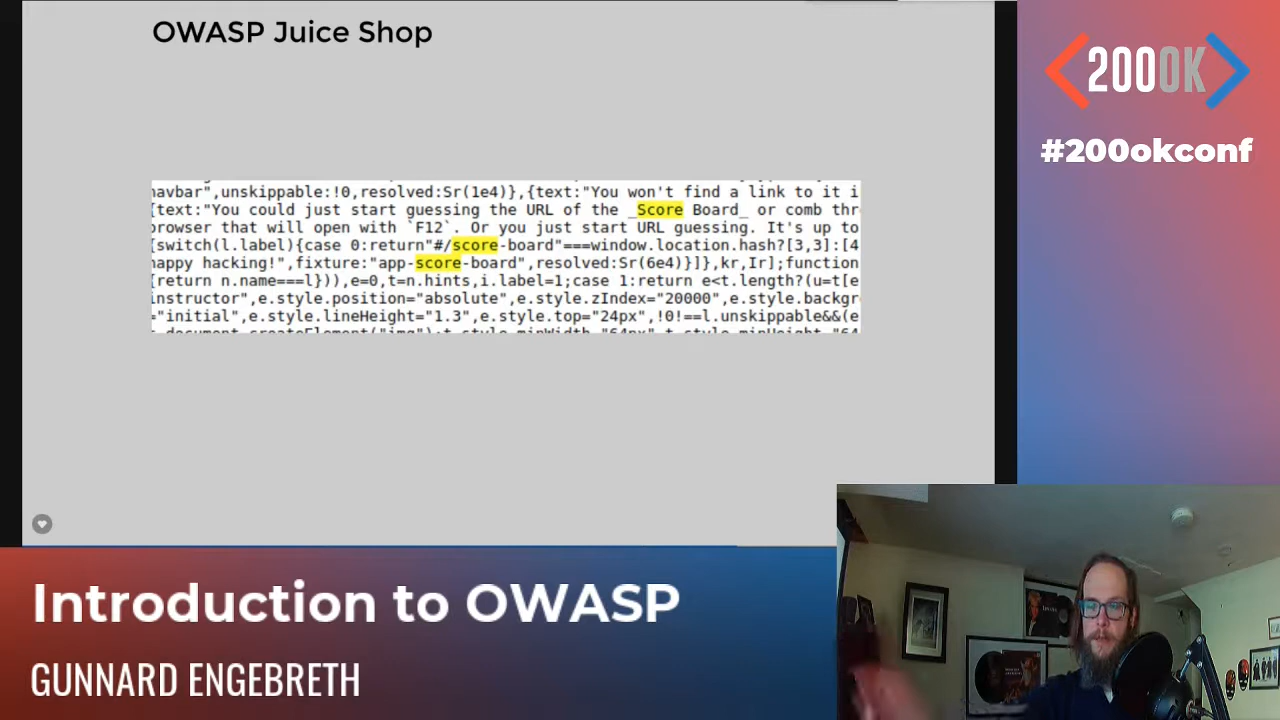 OWASP Juice Shop
navbar",unskippable:!0,resolved:Sr(1e4)},{text:"You won't find a link to it i
{text:"You could just start guessing the URL of the _Score Board_ or comb thr
browser that will open with `F12`. Or you just start URL guessing. It's up to
{switch(l.label){case 0:return"#/score-board"===window.location.hash?[3,3]:[4
happy hacking!",fixture:"app-score-board",resolved:Sr(6e4)}]},kr,Ir];function
{return n.name===l})),e=0,t=n.hints,i.label=1;case 1:return e<t.length?(u=t[e
instructor",e.style.position="absolute",e.style.zIndex="20000",e.style.backgr
="initial",e.style.lineHeight="1.3",e.style.top="24px",!0!==l.unskippable&&(e
200OK
#200okconf
Introduction to OWASP
GUNNARD ENGEBRETH